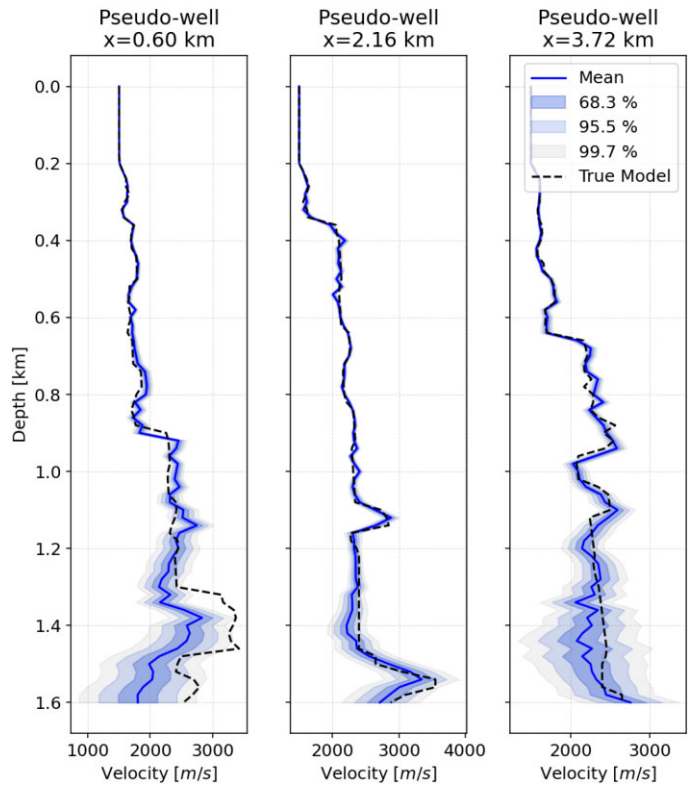 Pseudo-well
x=0.60 km
Pseudo-well
x=2.16 km
Pseudo-well
x=3.72 km
Mean
68.3 %
95.5 %
99.7 %
True Model
Depth [km]
0.0
0.2
0.4
0.6
0.8
1.0
1.2
1.4
1.6
1000 2000 3000
2000 3000 4000
2000 3000
Velocity [m/s]
Velocity [m/s]
Velocity [m/s]